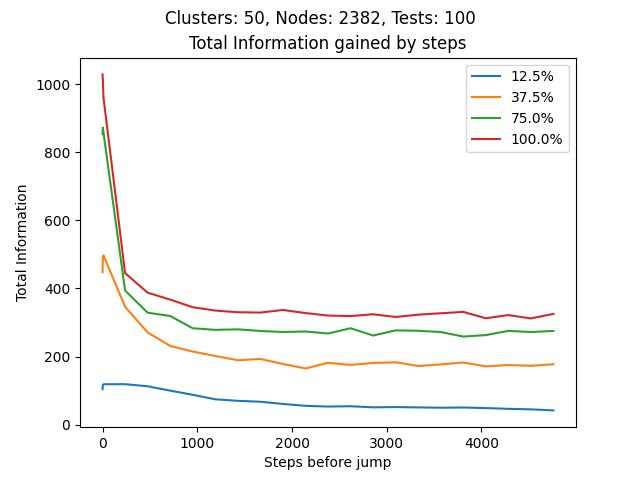 Clusters: 50, Nodes: 2382, Tests: 100
Total Information gained by steps
12.5%
37.5%
75.0%
100.0%
Total Information
1000
800
600
400
200
0
0 1000 2000 3000 4000
Steps before jump